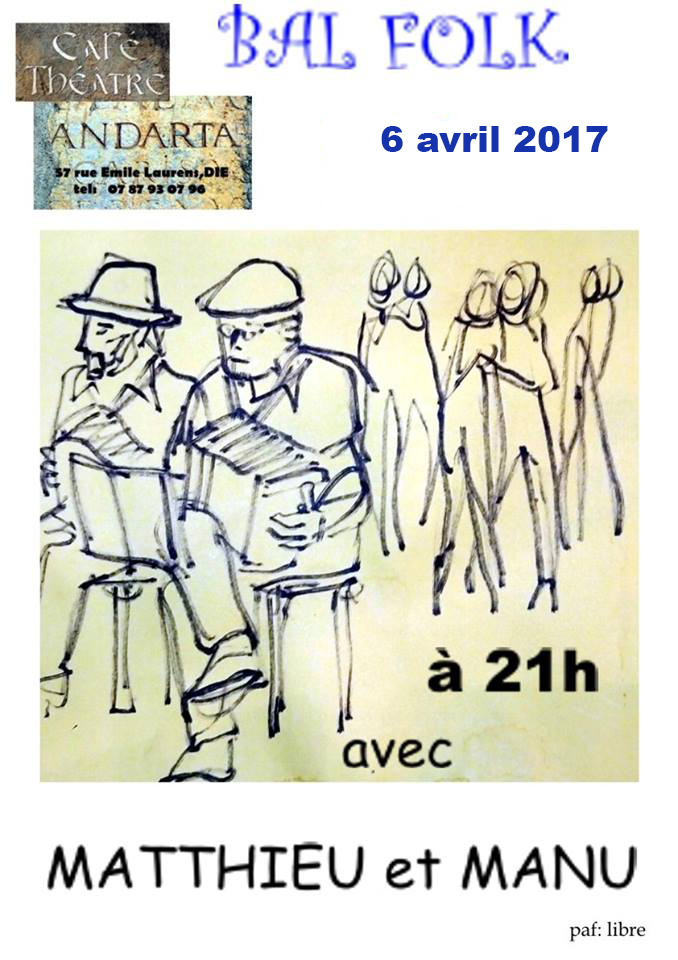 BAL FOLK
CAFÉ
THÉATRE
ANDARTA
57 rue Emile Laurens,DIE
tel: 07 87 93 07 96
6 avril 2017
à 21h
avec
MATTHIEU et MANU
paf: libre